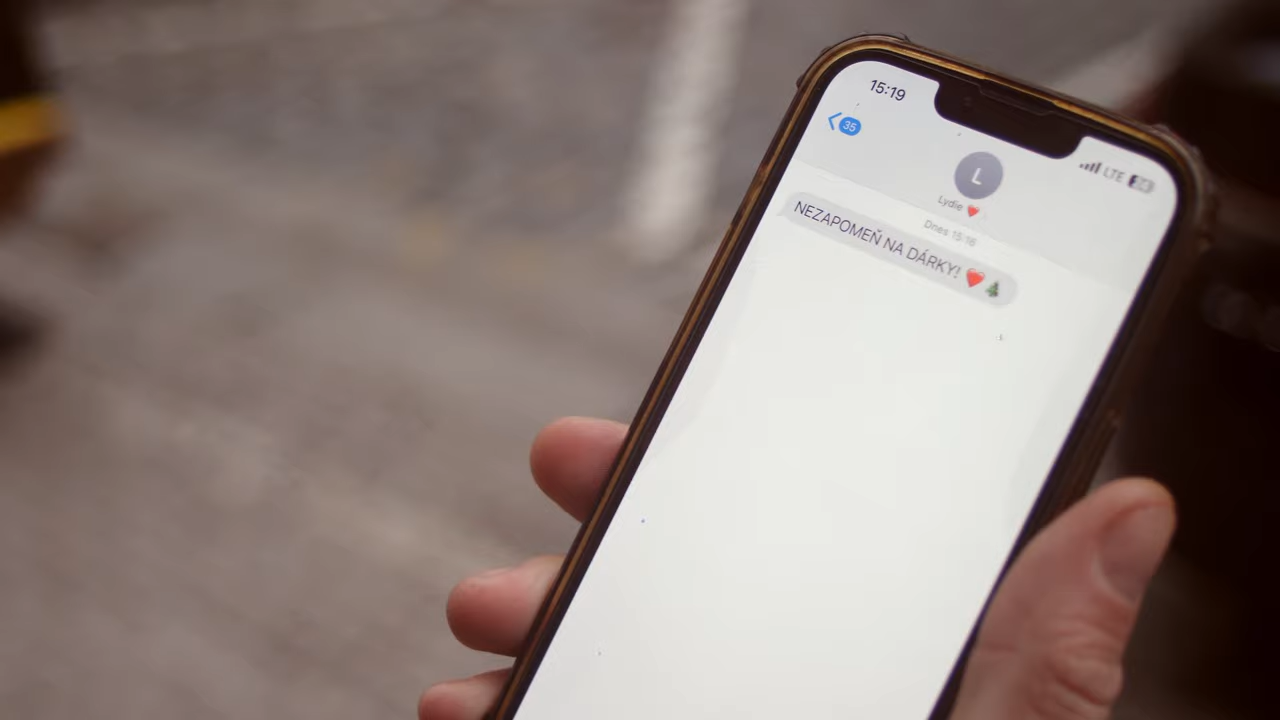 15:19
35
LTE
L
Lydie ❤️
Dnes 15:16
NEZAPOMEŇ NA DÁRKY! ❤️🌲